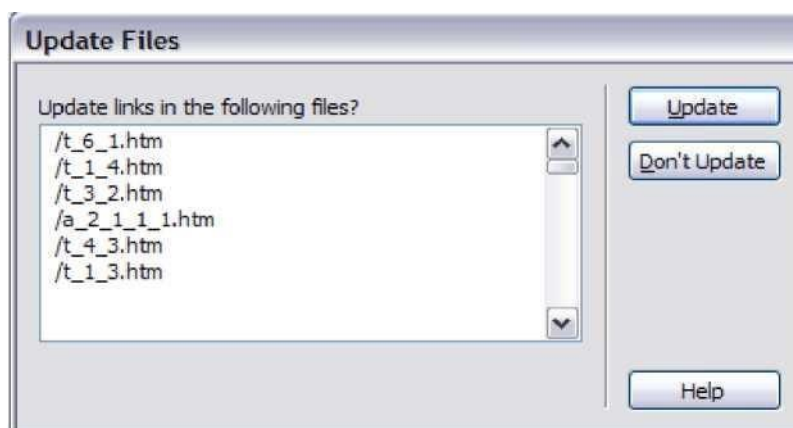 Update Files
Update links in the following files?
/t_6_1.htm
/t_1_4.htm
/t_3_2.htm
/a_2_1_1_1.htm
/t_4_3.htm
/t_1_3.htm
Update
Don't Update
Help